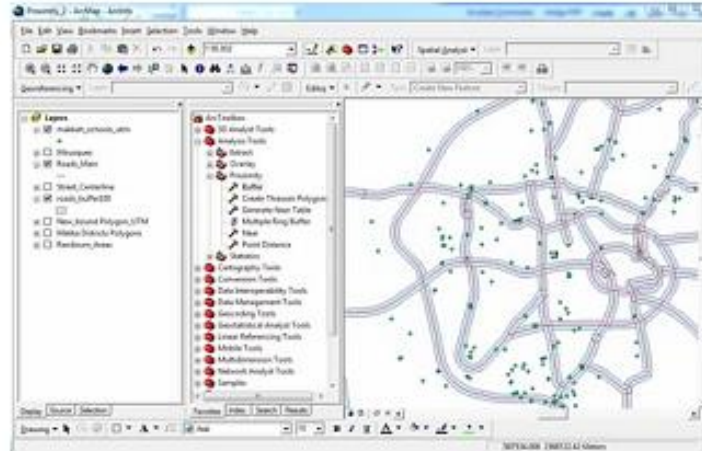 Proximity_2 - ArcMap - ArcInfo
File Edit View Bookmarks Insert Selection Tools Window Help
Spatial Analyst
Georeferencing Editor Create New Feature
Layers
makkah_schools_utm
Mosques
Roads_Main
Street_Centerline
roads_buffer100
New_bound Polygon_UTM
Makka Districts Polygons
ArcToolbox
3D Analyst Tools
Analysis Tools
Extract
Overlay
Proximity
Buffer
Create Thiessen Polygons
Generate Near Table
Multiple Ring Buffer
Near
Point Distance
Statistics
Cartography Tools
Conversion Tools
Data Interoperability Tools
Data Management Tools
Geocoding Tools
Geostatistical Analyst Tools
Linear Referencing Tools
Mobile Tools
Multidimension Tools
Network Analyst Tools
Samples
Display Source Selection
Favorites Index Search Results
Drawing Arial B I U A